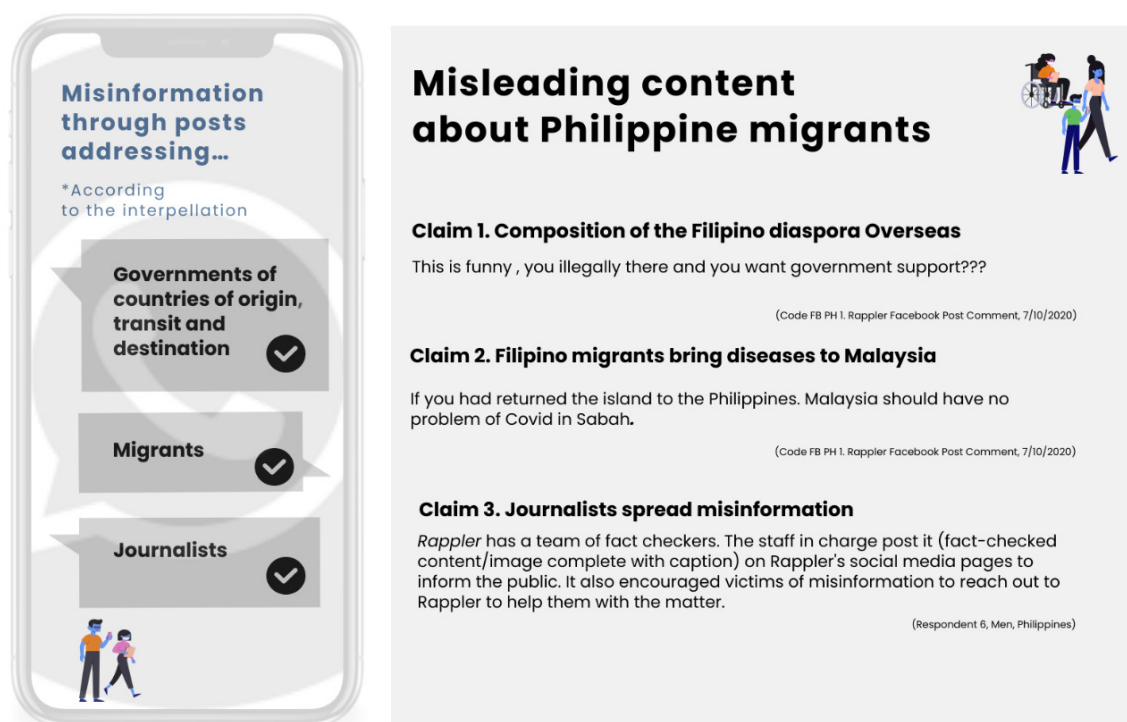 Misinformation
through posts
addressing...
*According
to the interpellation
Governments of
countries of origin,
transit and
destination
Migrants
Journalists
Misleading content
about Philippine migrants
Claim 1. Composition of the Filipino diaspora Overseas
This is funny , you illegally there and you want government support???
(Code FB PH 1. Rappler Facebook Post Comment, 7/10/2020)
Claim 2. Filipino migrants bring diseases to Malaysia
If you had returned the island to the Philippines. Malaysia should have no
problem of Covid in Sabah.
(Code FB PH 1. Rappler Facebook Post Comment, 7/10/2020)
Claim 3. Journalists spread misinformation
Rappler has a team of fact checkers. The staff in charge post it (fact-checked
content/image complete with caption) on Rappler's social media pages to
inform the public. It also encouraged victims of misinformation to reach out to
Rappler to help them with the matter.
(Respondent 6, Men, Philippines)